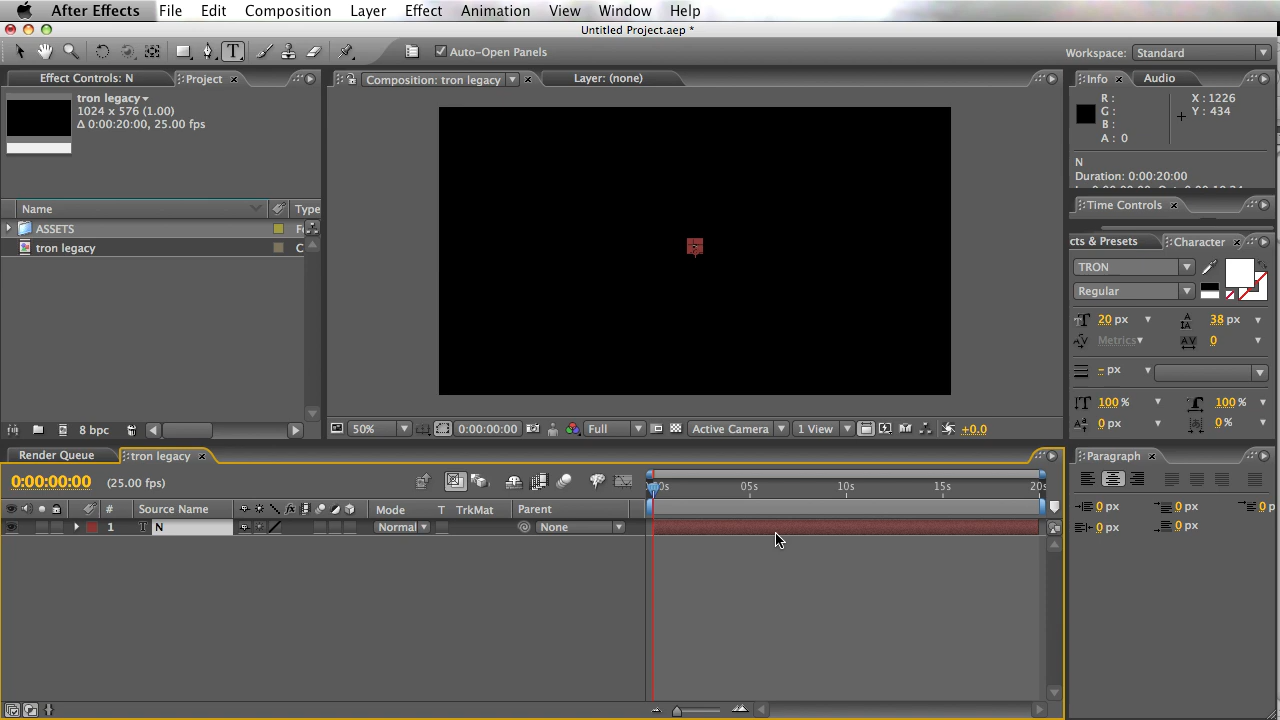 After Effects File Edit Composition Layer Effect Animation View Window Help
Untitled Project.aep *
T Auto-Open Panels Workspace: Standard
Effect Controls: N Project Composition: tron legacy Layer: (none) Info Audio
tron legacy
1024 x 576 (1.00)
Δ 0:00:20:00, 25.00 fps
R : X : 1226
G : Y : 434
B :
A : 0
N
Duration: 0:00:20:00
Time Controls
Name Type
ASSETS
tron legacy C
cts & Presets Character
TRON
Regular
20 px 38 px
Metrics 0
- px
100 % 100 %
0 px 0 %
8 bpc 50% 0:00:00:00 Full Active Camera 1 View +0.0
Render Queue tron legacy Paragraph
0:00:00:00 (25.00 fps)
05s 10s 15s 20s
# Source Name Mode T TrkMat Parent
1 T N Normal None
0 px 0 px 0 p
0 px 0 px